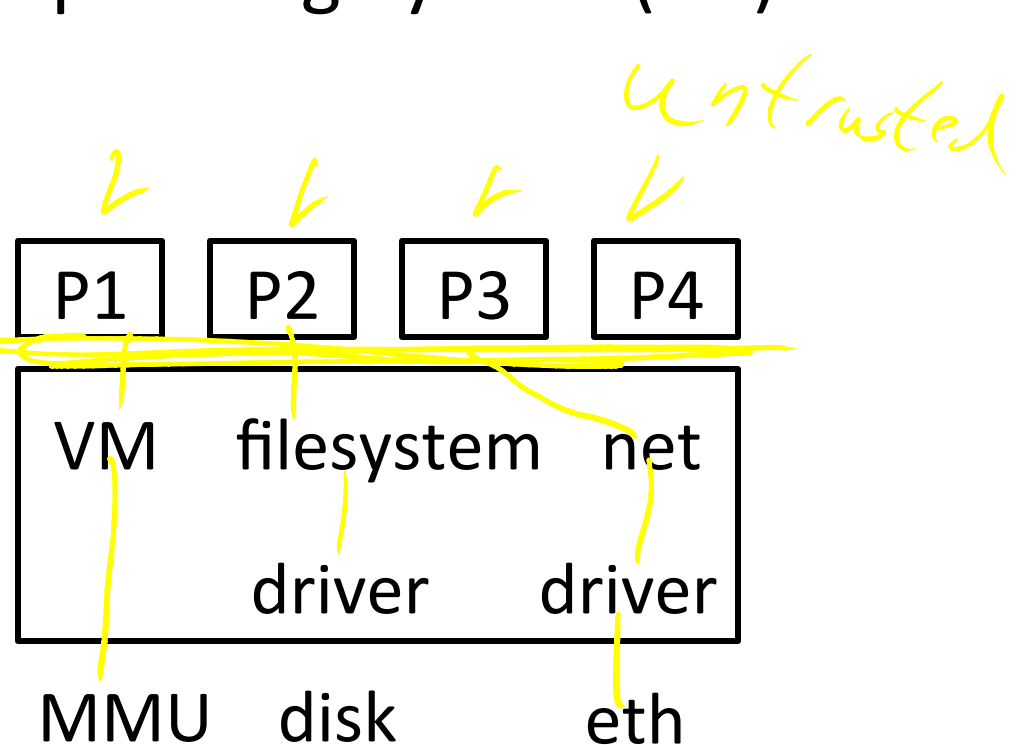 untrusted
P1 P2 P3 P4
VM filesystem net
driver driver
MMU disk eth